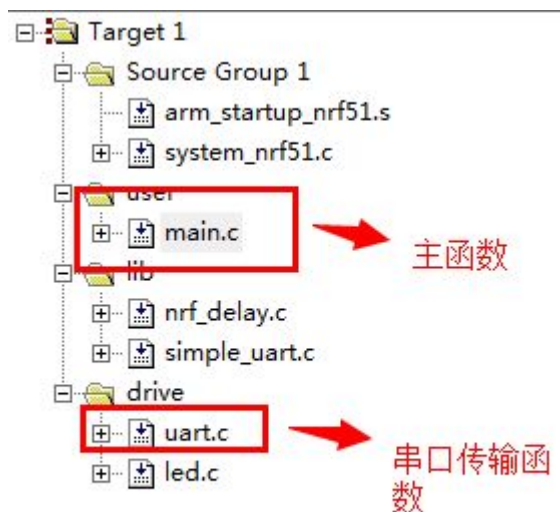 Target 1
Source Group 1
arm_startup_nrf51.s
system_nrf51.c
user
main.c
主函数
lib
nrf_delay.c
simple_uart.c
drive
uart.c
串口传输函
数
led.c